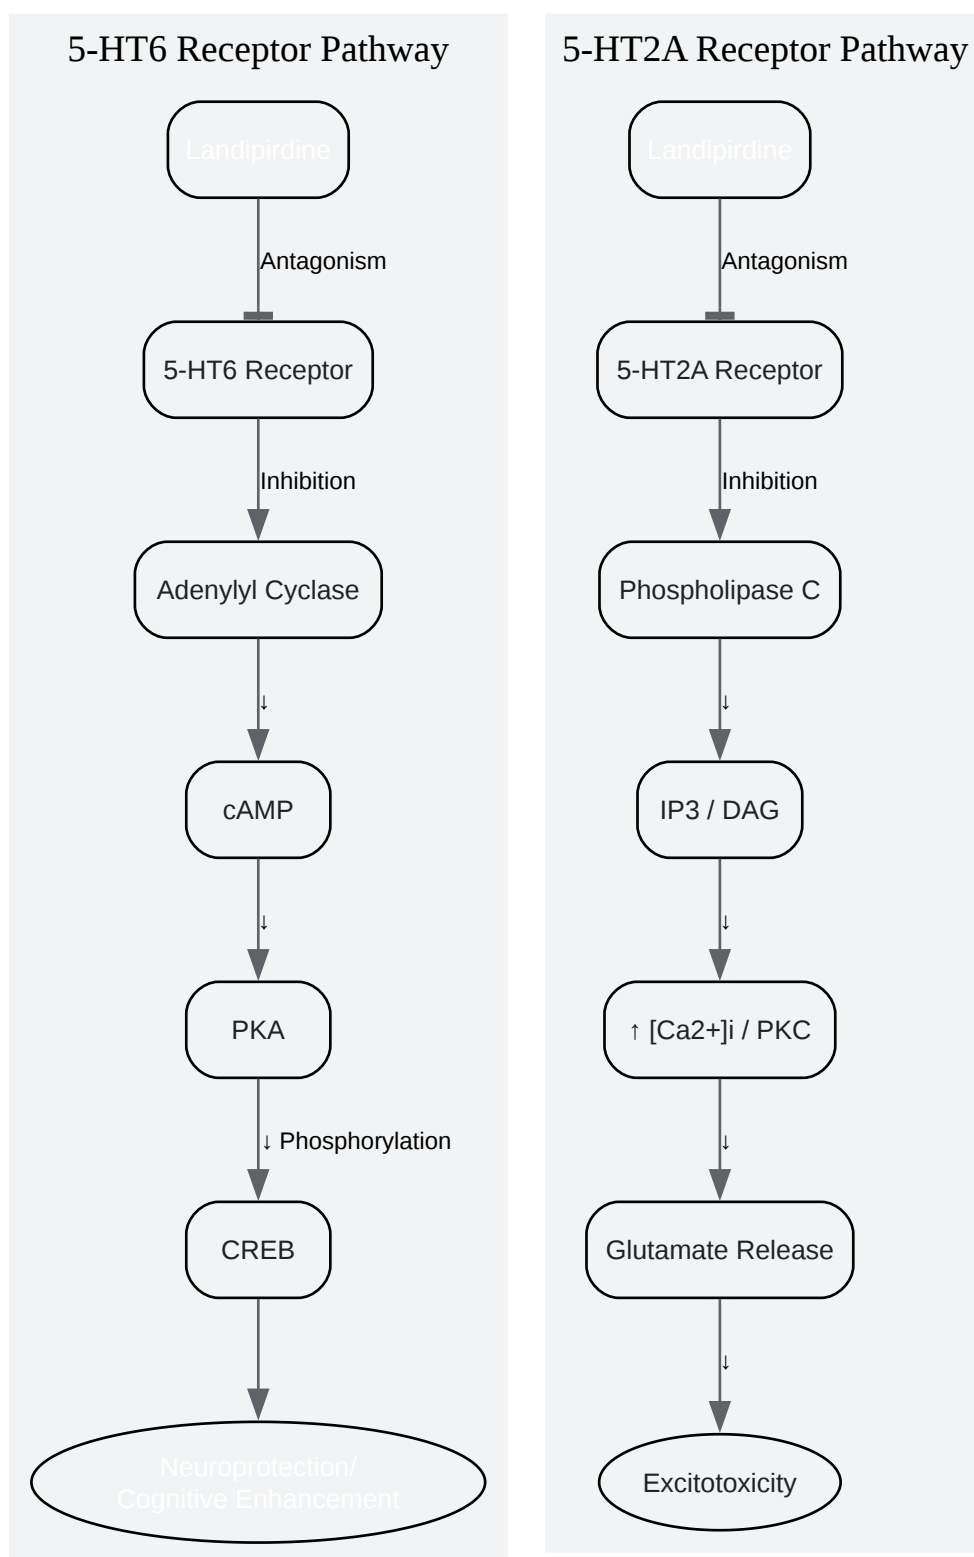 5-HT6 Receptor Pathway
Landipirdine
Antagonism
5-HT6 Receptor
Inhibition
Adenylyl Cyclase
↓
cAMP
↓
PKA
↓ Phosphorylation
CREB
Neuroprotection/
Cognitive Enhancement
5-HT2A Receptor Pathway
Landipirdine
Antagonism
5-HT2A Receptor
Inhibition
Phospholipase C
↓
IP3 / DAG
↓
↑ [Ca2+]i / PKC
↓
Glutamate Release
↓
Excitotoxicity